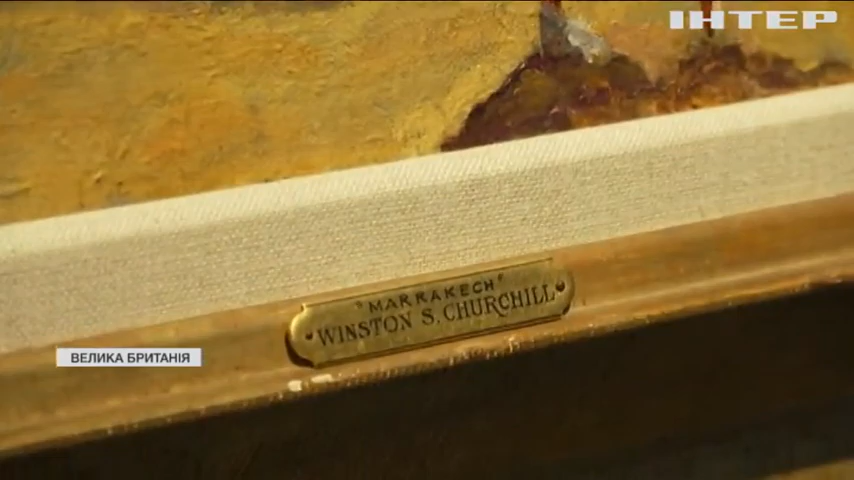 ІНТЕР
"MARRAKECH"
WINSTON S. CHURCHILL
ВЕЛИКА БРИТАНІЯ